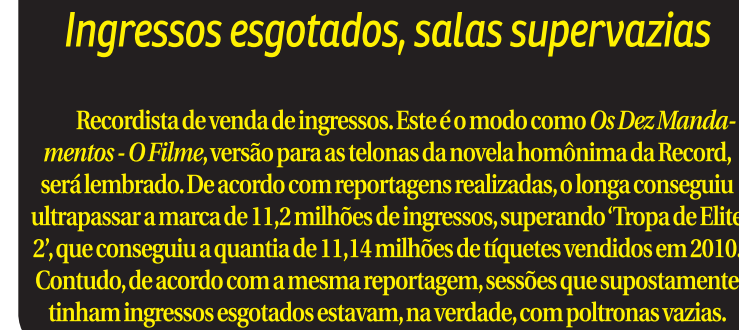 Ingressos esgotados, salas supervazias
Recordista de venda de ingressos. Este é o modo como Os Dez Manda-
mentos - O Filme, versão para as telonas da novela homônima da Record,
será lembrado. De acordo com reportagens realizadas, o longa conseguiu
ultrapassar a marca de 11,2 milhões de ingressos, superando ‘Tropa de Elite
2’, que conseguiu a quantia de 11,14 milhões de tíquetes vendidos em 2010.
Contudo, de acordo com a mesma reportagem, sessões que supostamente
tinham ingressos esgotados estavam, na verdade, com poltronas vazias.